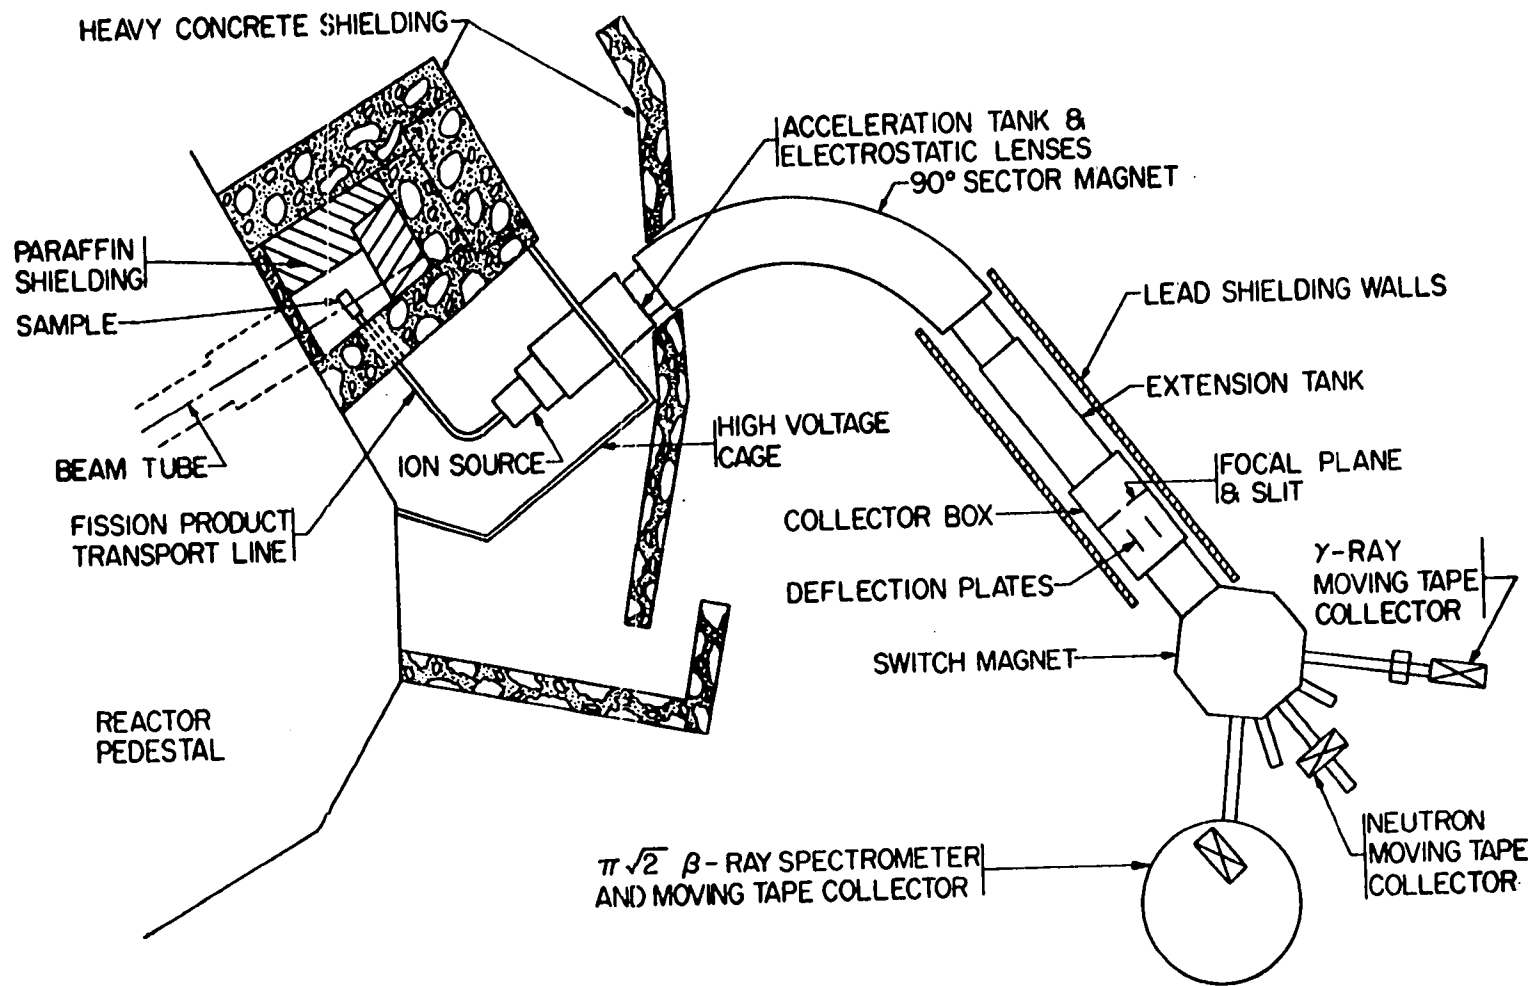 HEAVY CONCRETE SHIELDING
ACCELERATION TANK &
ELECTROSTATIC LENSES
90° SECTOR MAGNET
PARAFFIN
SHIELDING
SAMPLE
LEAD SHIELDING WALLS
EXTENSION TANK
BEAM TUBE
ION SOURCE
HIGH VOLTAGE
CAGE
FOCAL PLANE
& SLIT
FISSION PRODUCT
TRANSPORT LINE
COLLECTOR BOX
DEFLECTION PLATES
γ-RAY
MOVING TAPE
COLLECTOR
SWITCH MAGNET
REACTOR
PEDESTAL
π√2 β-RAY SPECTROMETER
AND MOVING TAPE COLLECTOR
NEUTRON
MOVING TAPE
COLLECTOR